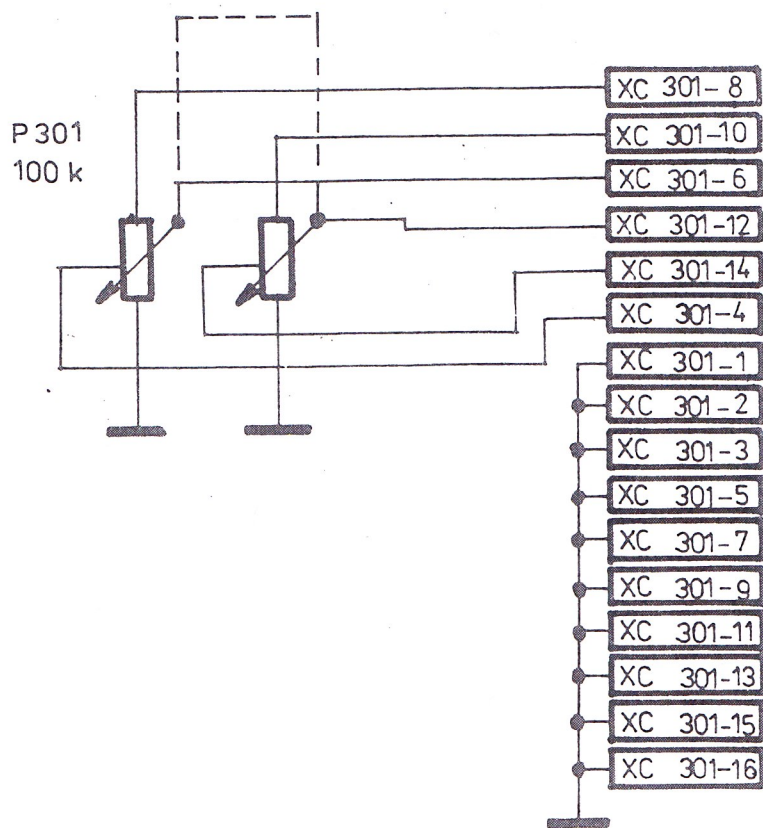 XC 301-8
P 301
100 k
XC 301-10
XC 301-6
XC 301-12
XC 301-14
XC 301-4
XC 301-1
XC 301-2
XC 301-3
XC 301-5
XC 301-7
XC 301-9
XC 301-11
XC 301-13
XC 301-15
XC 301-16